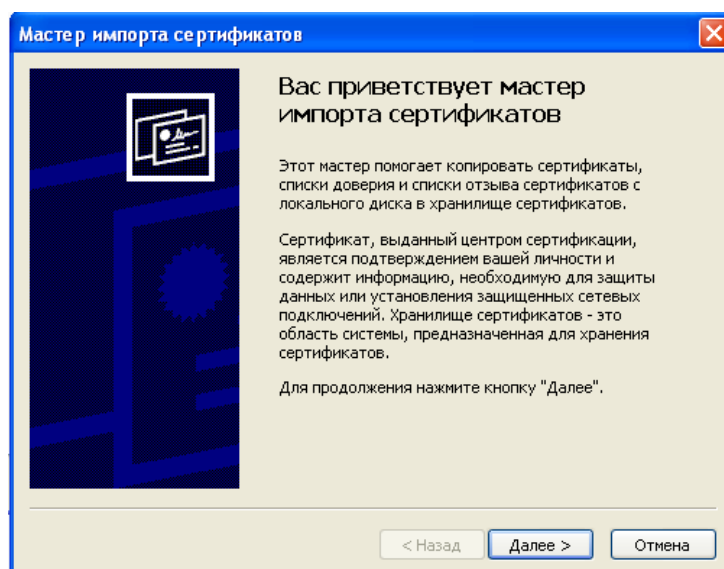 Мастер импорта сертификатов
Вас приветствует мастер
импорта сертификатов
Этот мастер помогает копировать сертификаты,
списки доверия и списки отзыва сертификатов с
локального диска в хранилище сертификатов.
Сертификат, выданный центром сертификации,
является подтверждением вашей личности и
содержит информацию, необходимую для защиты
данных или установления защищенных сетевых
подключений. Хранилище сертификатов - это
область системы, предназначенная для хранения
сертификатов.
Для продолжения нажмите кнопку "Далее".
< Назад Далее > Отмена